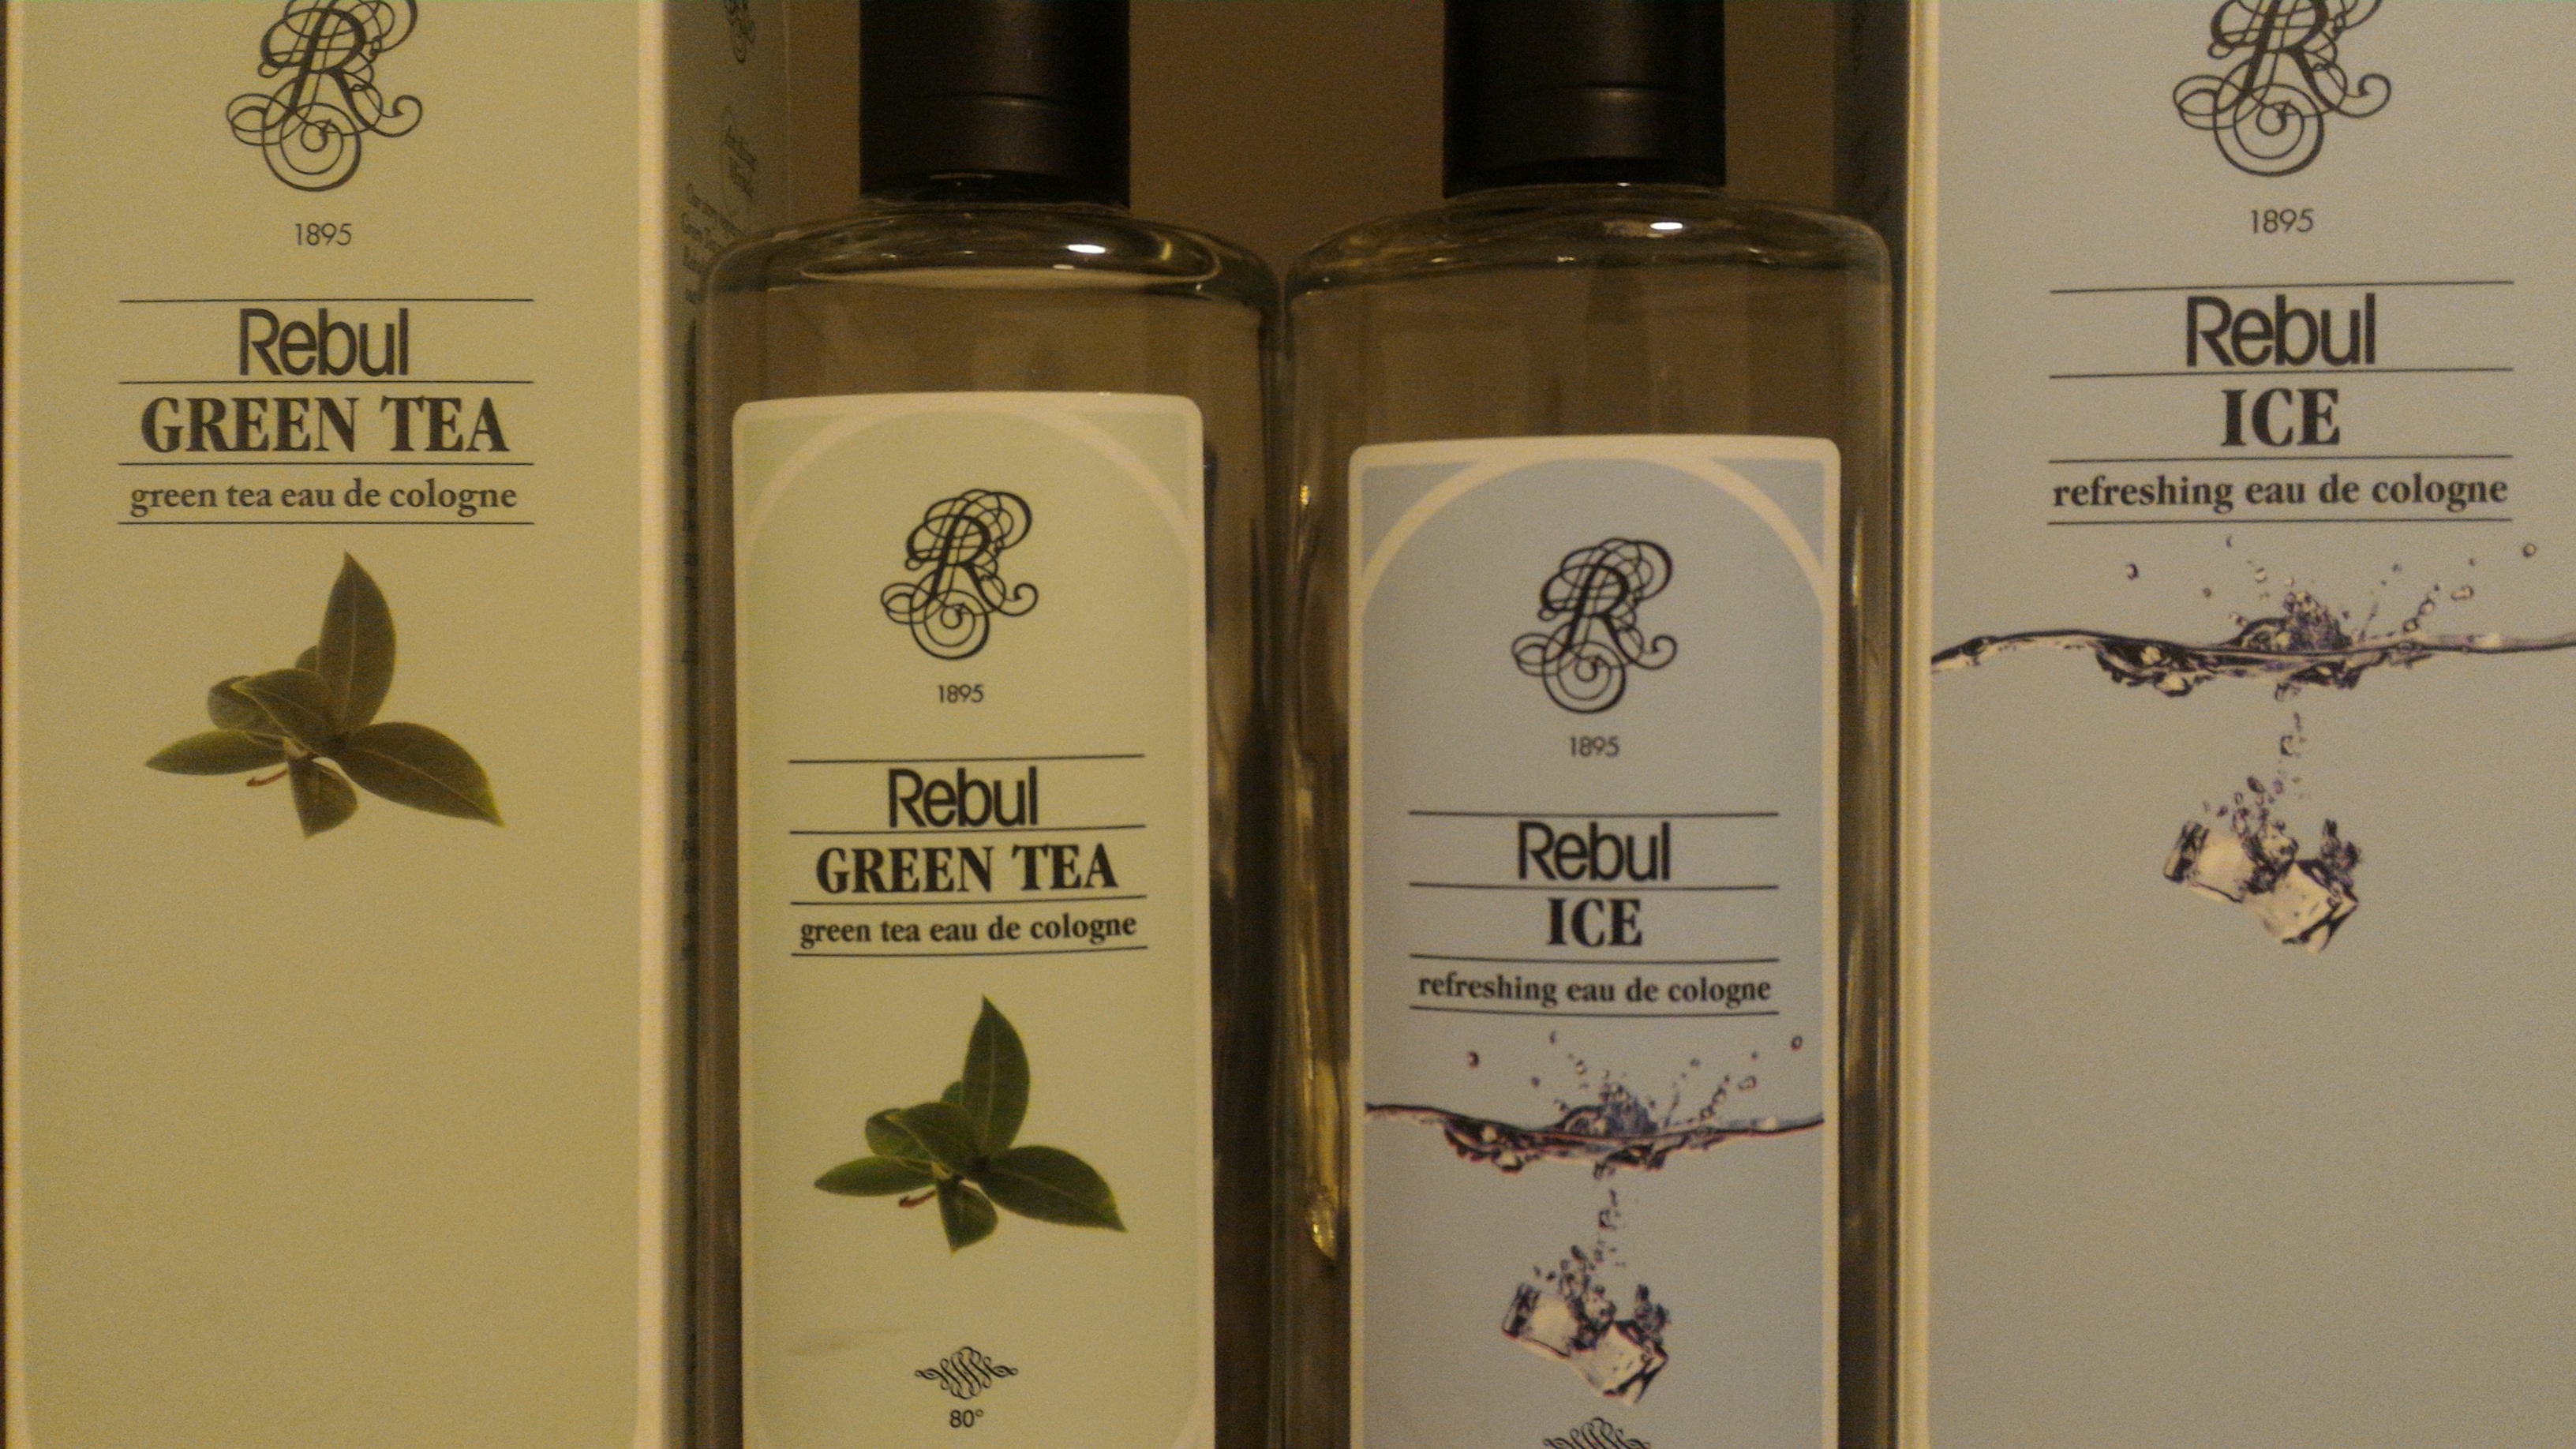 R
1895
Rebul
GREEN TEA
green tea eau de cologne
R
1895
Rebul
GREEN TEA
green tea eau de cologne
80°
R
1895
Rebul
ICE
refreshing eau de cologne
R
1895
Rebul
ICE
refreshing eau de cologne